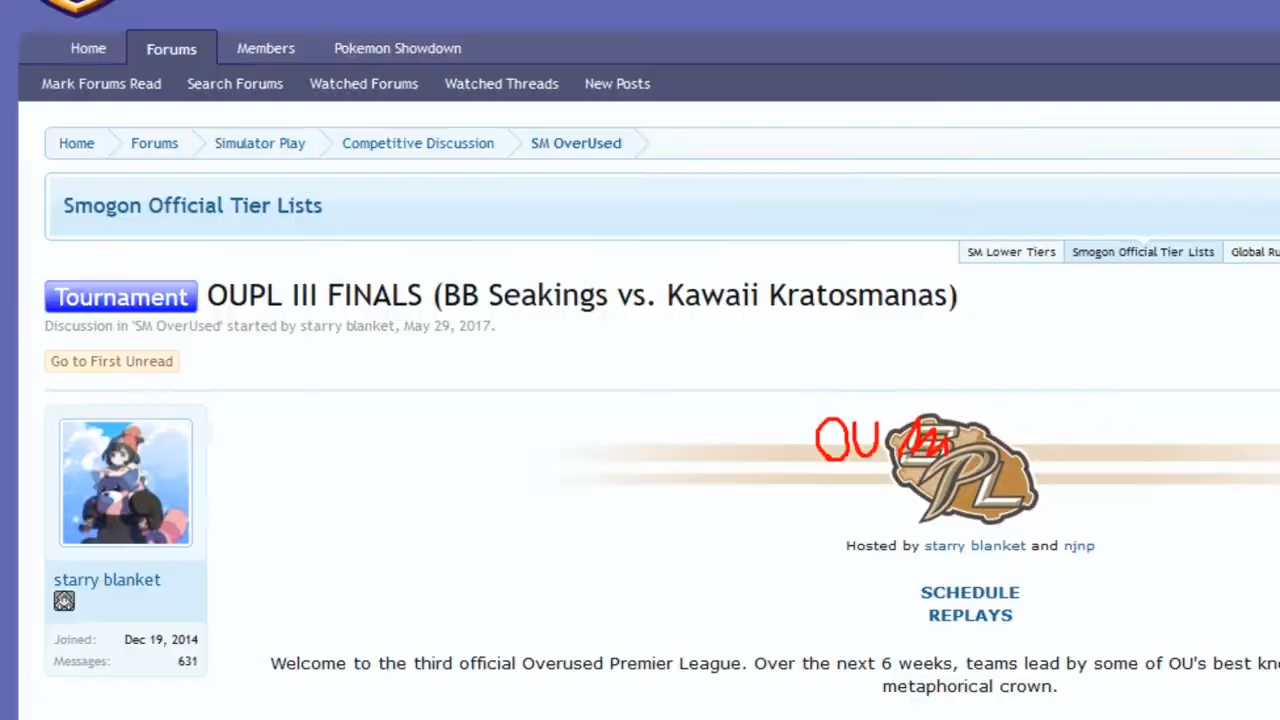 Home Forums Members Pokemon Showdown
Mark Forums Read Search Forums Watched Forums Watched Threads New Posts
Home Forums Simulator Play Competitive Discussion SM OverUsed
Smogon Official Tier Lists
SM Lower Tiers Smogon Official Tier Lists Global Ru
Tournament OUPL III FINALS (BB Seakings vs. Kawaii Kratosmanas)
Discussion in 'SM OverUsed' started by starry blanket, May 29, 2017.
Go to First Unread
OU
SPL
Hosted by starry blanket and njnp
SCHEDULE
REPLAYS
starry blanket
Joined: Dec 19, 2014
Messages: 631
Welcome to the third official Overused Premier League. Over the next 6 weeks, teams lead by some of OU's best kn
metaphorical crown.